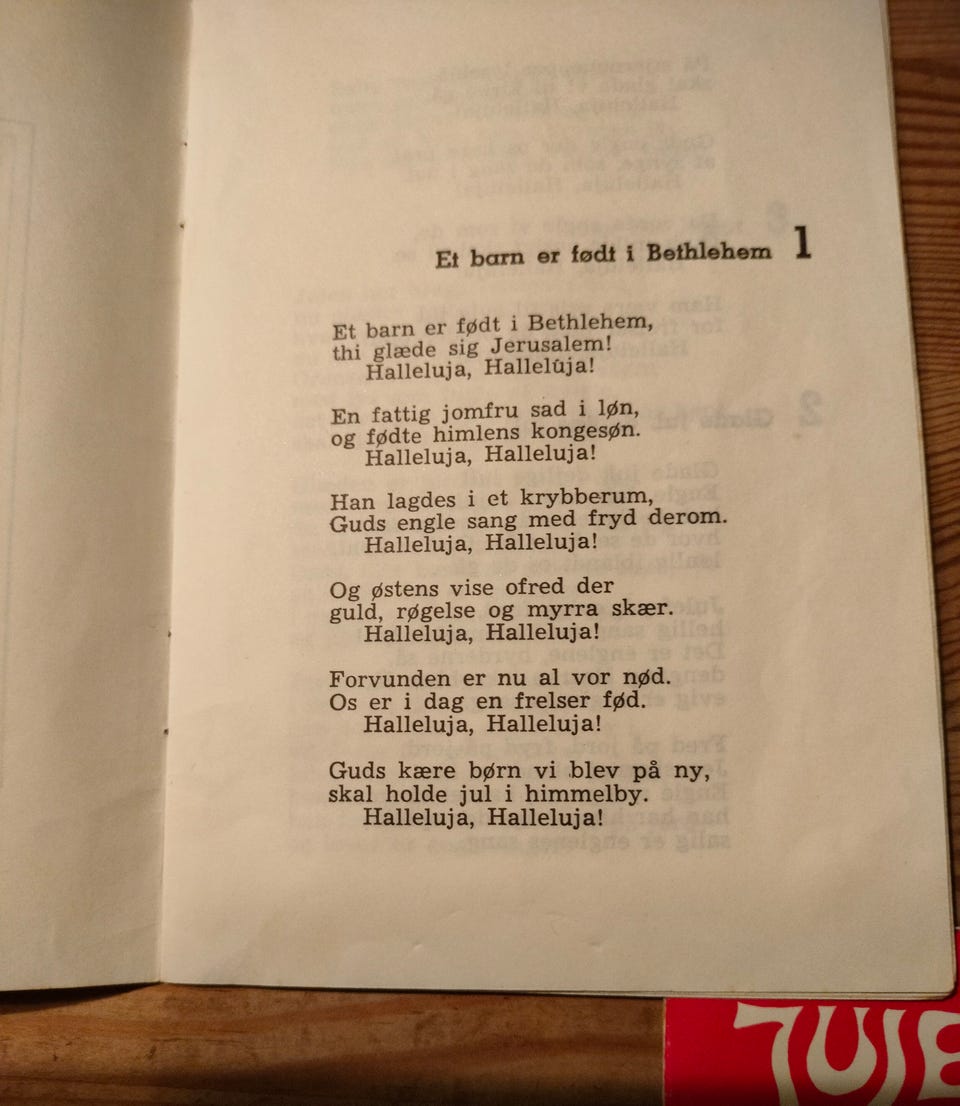 Et barn er født i Bethlehem 1
Et barn er født i Bethlehem,
thi glæde sig Jerusalem!
Halleluja, Hallelûja!
En fattig jomfru sad i løn,
og fødte himlens kongesøn.
Halleluja, Halleluja!
Han lagdes i et krybberum,
Guds engle sang med fryd derom.
Halleluja, Halleluja!
Og østens vise ofred der
guld, røgelse og myrra skær.
Halleluja, Halleluja!
Forvunden er nu al vor nød.
Os er i dag en frelser fød.
Halleluja, Halleluja!
Guds kære børn vi blev på ny,
skal holde jul i himmelby.
Halleluja, Halleluja!
JULE